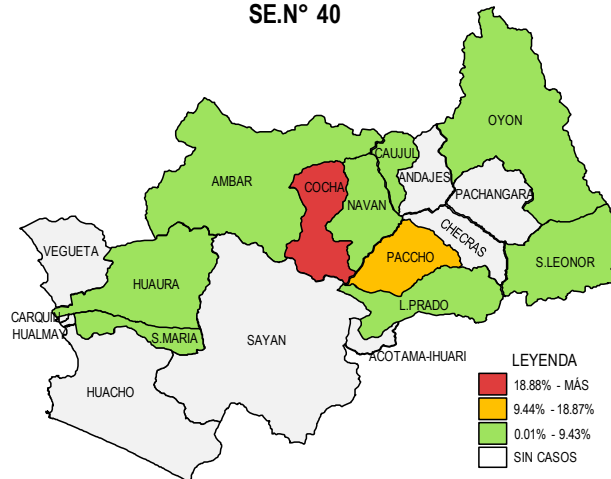 SE.N° 40
OYON
CAUJUL
ANDAJES
AMBAR
COCHA
PACHANGARA
NAVAN
CHECRAS
VEGUETA
PACCHO
S.LEONOR
HUAURA
L.PRADO
CARQUIN
HUALMAY
S.MARIA
SAYAN
ACOTAMA-IHUARI
HUACHO
LEYENDA
18.88% - MÁS
9.44% - 18.87%
0.01% - 9.43%
SIN CASOS